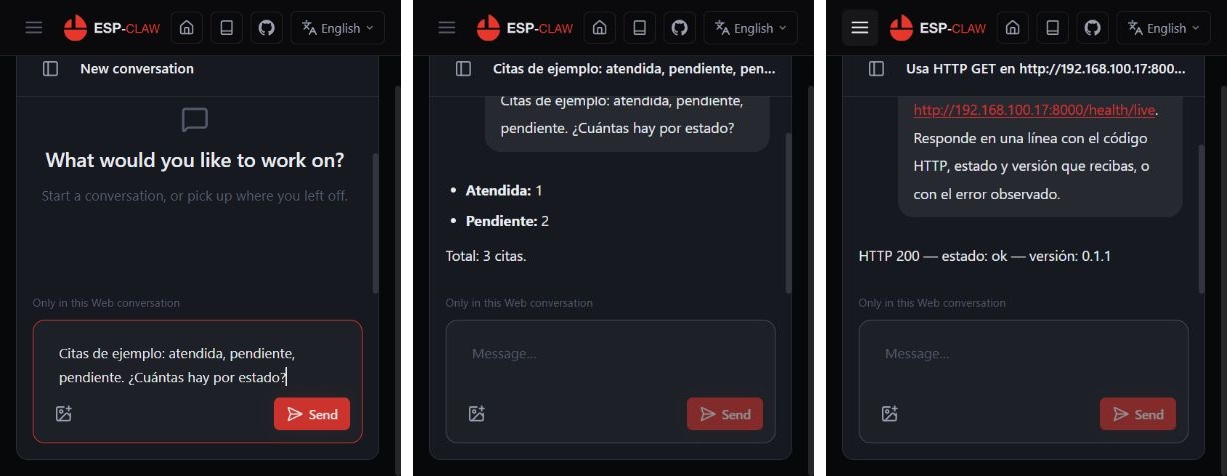 ESP-CLAW
English
New conversation
What would you like to work on?
Start a conversation, or pick up where you left off.
Only in this Web conversation
Citas de ejemplo: atendida, pendiente,
pendiente. ¿Cuántas hay por estado?
Send
ESP-CLAW
English
Citas de ejemplo: atendida, pendiente, pen...
Citas de ejemplo: atendida, pendiente,
pendiente. ¿Cuántas hay por estado?
• Atendida: 1
• Pendiente: 2
Total: 3 citas.
Only in this Web conversation
Message...
Send
ESP-CLAW
English
Usa HTTP GET en http://192.168.100.17:800...
http://192.168.100.17:8000/health/live.
Responde en una línea con el código
HTTP, estado y versión que recibas, o
con el error observado.
HTTP 200 — estado: ok — versión: 0.1.1
Only in this Web conversation
Message...
Send